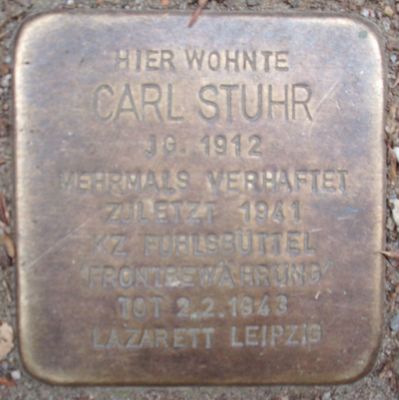 HIER WOHNTE
CARL STUHR
JG. 1912
MEHRMALS VERHAFTET
ZULETZT 1941
KZ FUHLSBÜTTEL
'FRONTBEWÄHRUNG'
TOT 2.2.1943
LAZARETT LEIPZIG